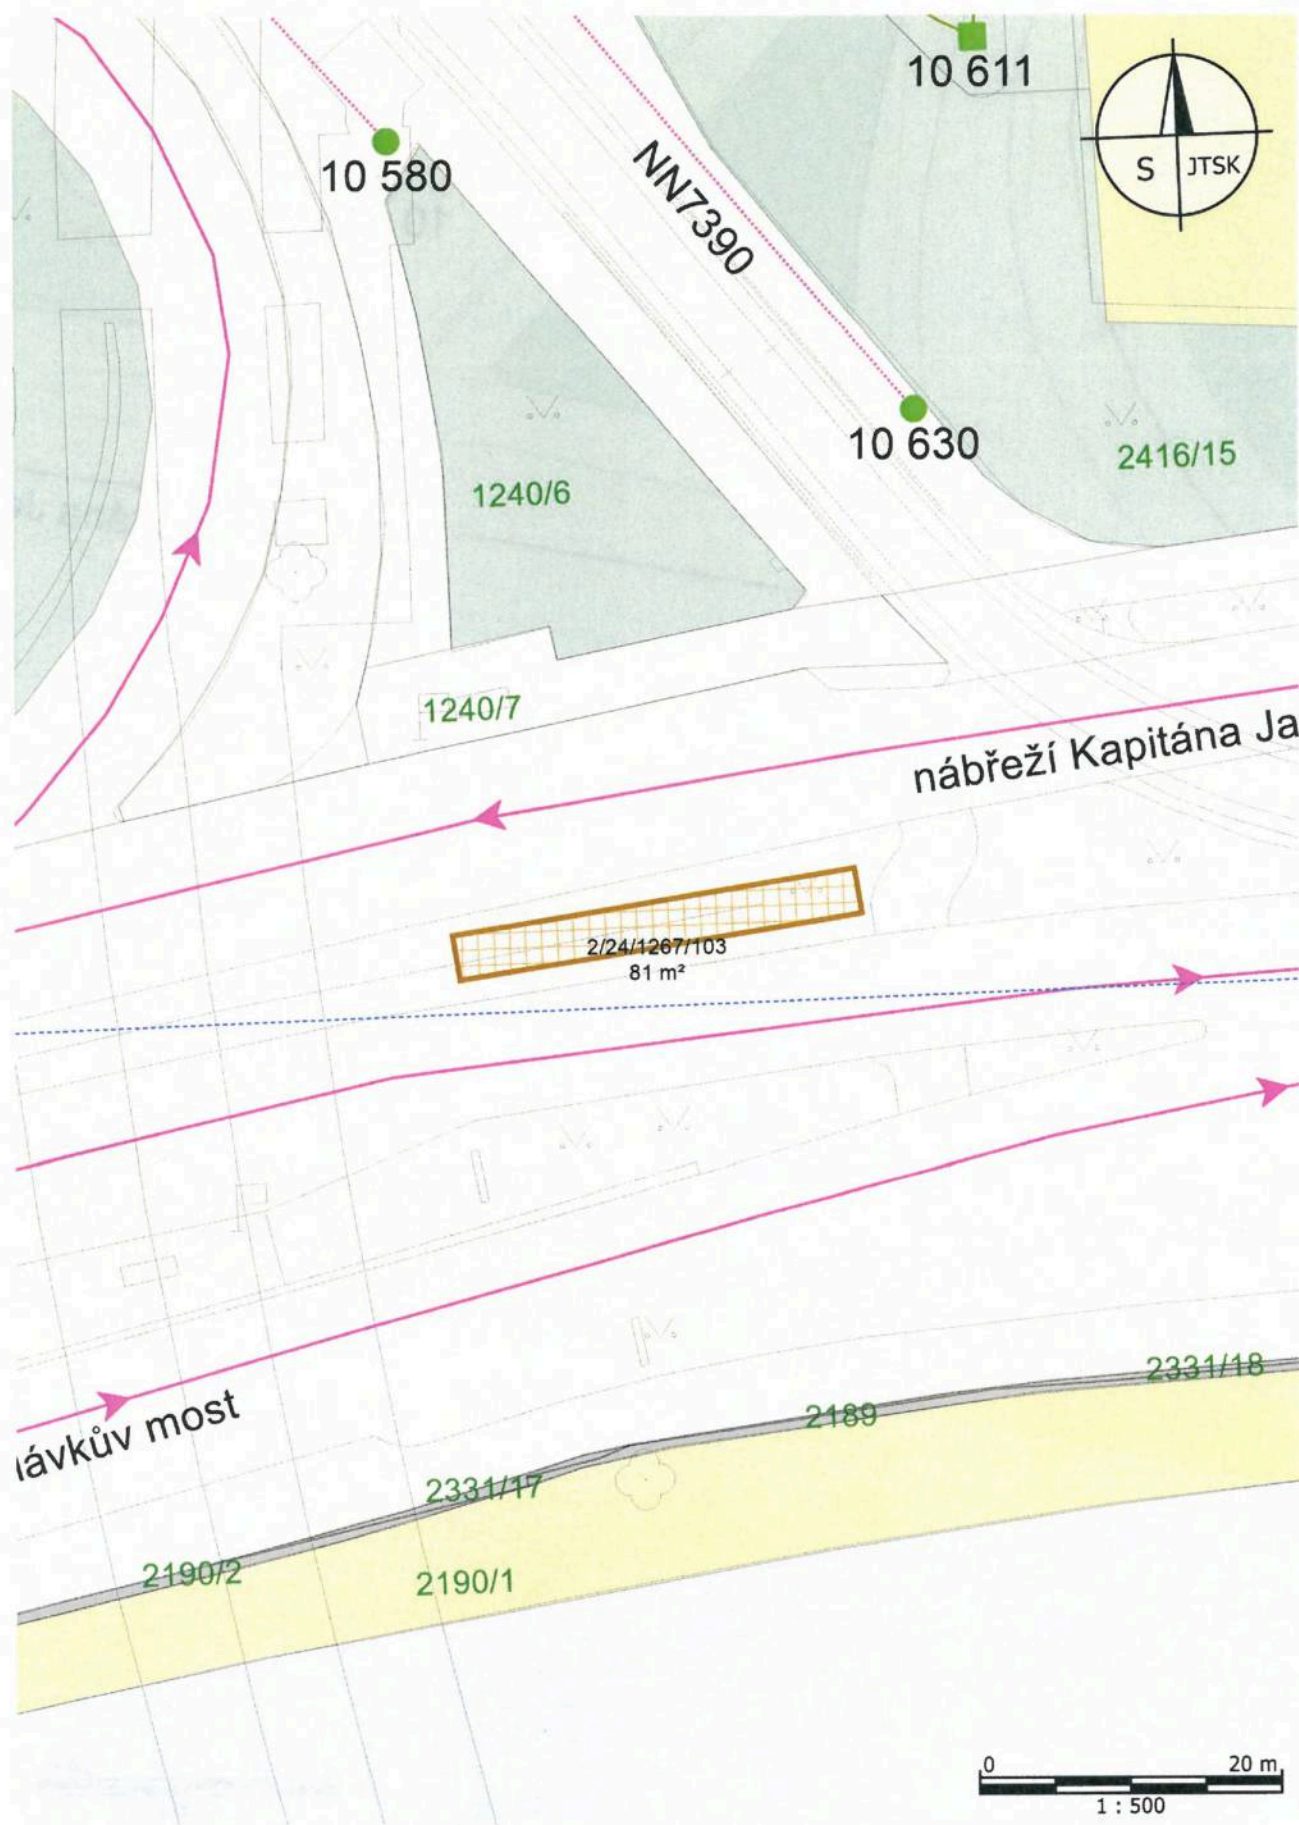 10 611
10 580
S JTSK
NN7390
10 630
2416/15
1240/6
1240/7
nábřeží Kapitána Ja
2/24/1267/103
81 m²
2331/18
2189
ávkův most
2331/17
2190/2
2190/1
0 20 m
1 : 500